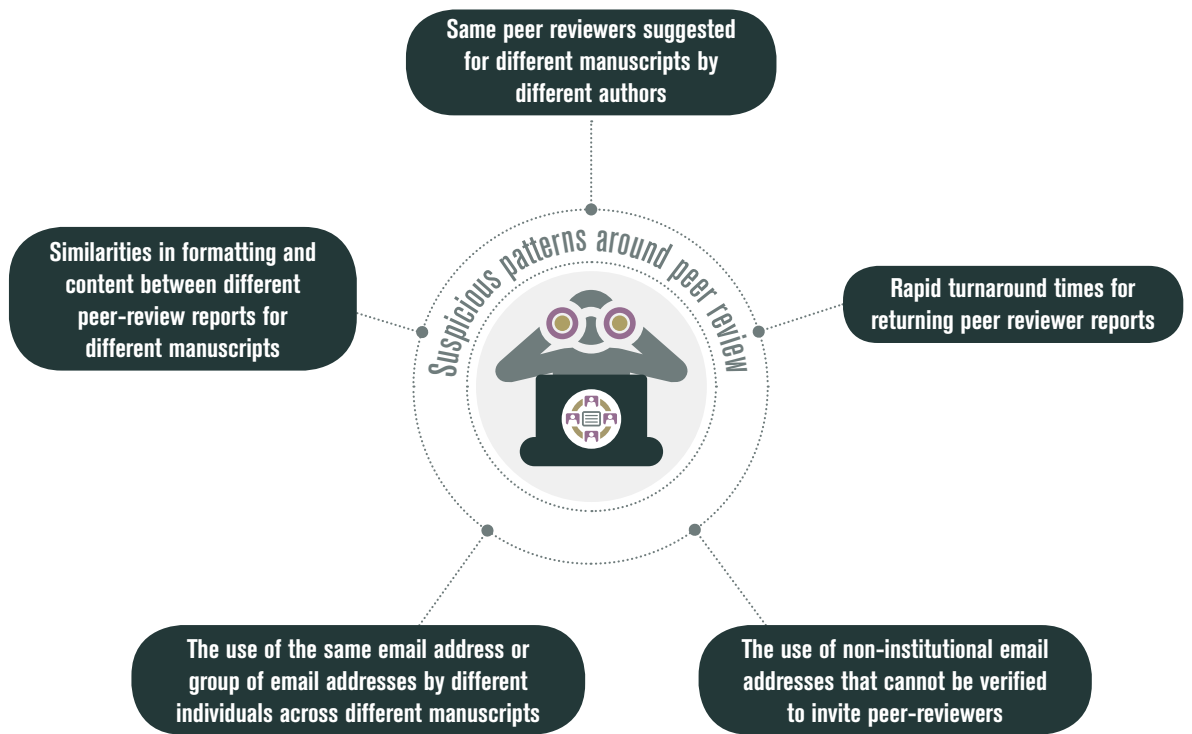 Same peer reviewers suggested
for different manuscripts by
different authors
Suspicious patterns around peer review
Similarities in formatting and
content between different
peer-review reports for
different manuscripts
Rapid turnaround times for
returning peer reviewer reports
The use of the same email address or
group of email addresses by different
individuals across different manuscripts
The use of non-institutional email
addresses that cannot be verified
to invite peer-reviewers